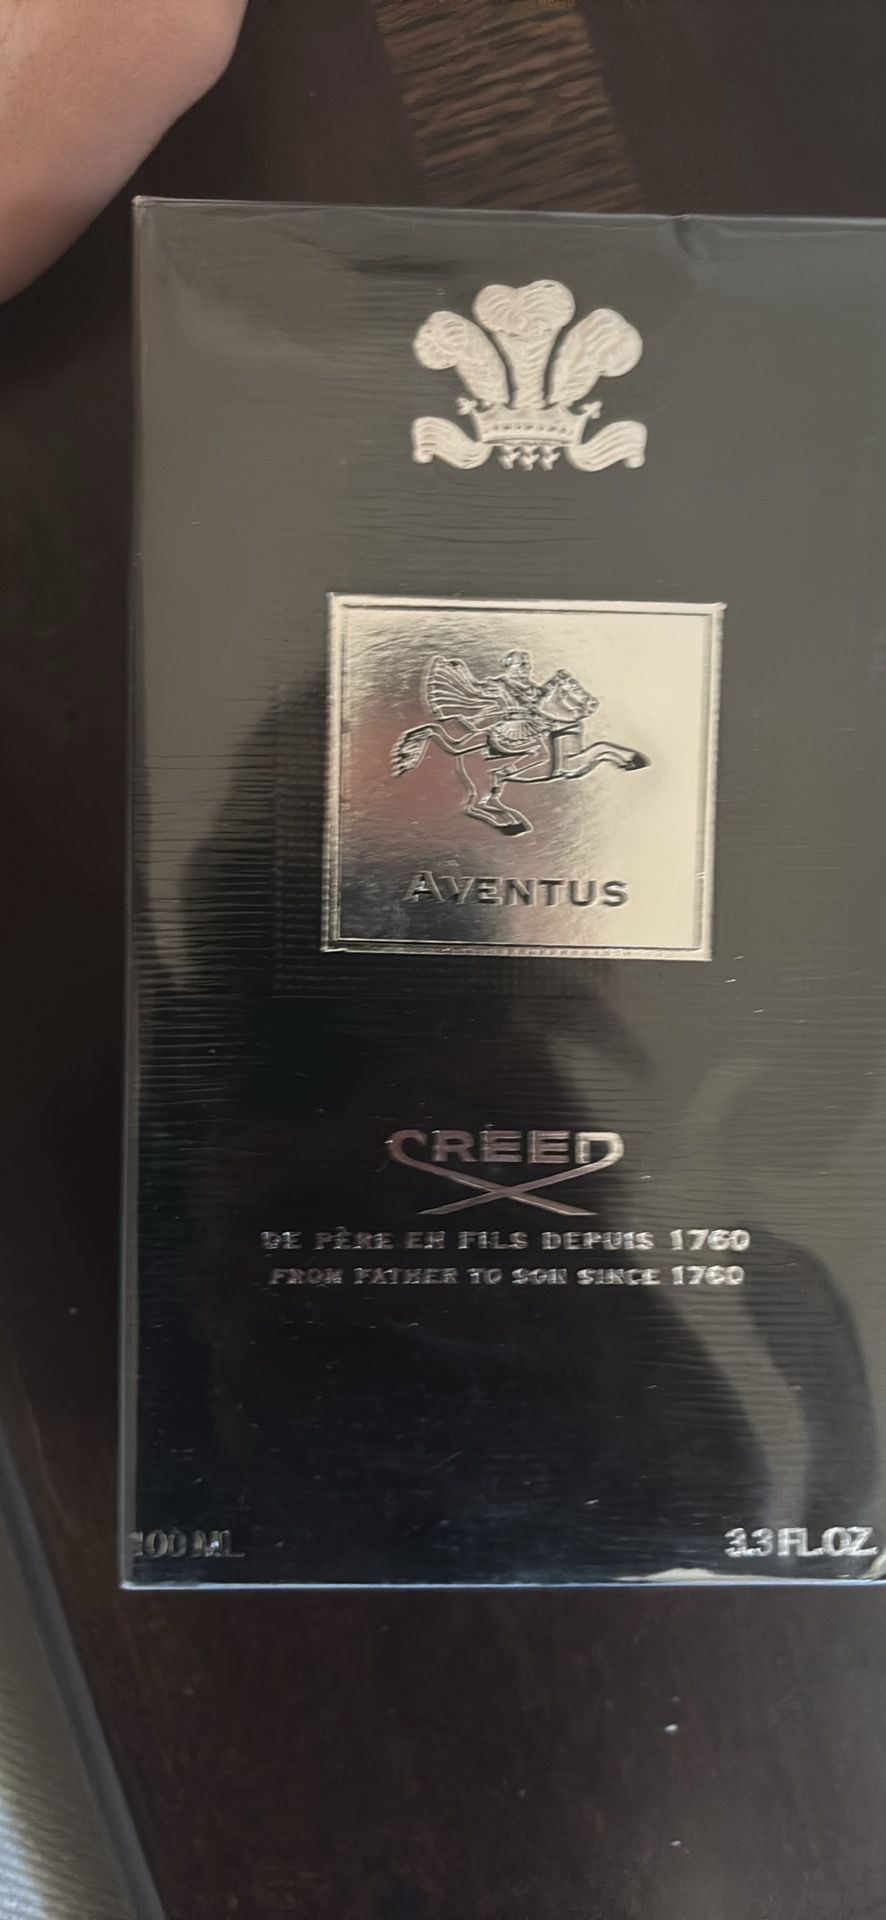 AVENTUS
CREED
DE PÈRE EN FILS DEPUIS 1760
FROM FATHER TO SON SINCE 1760
100 ML
3.3 FL.OZ.